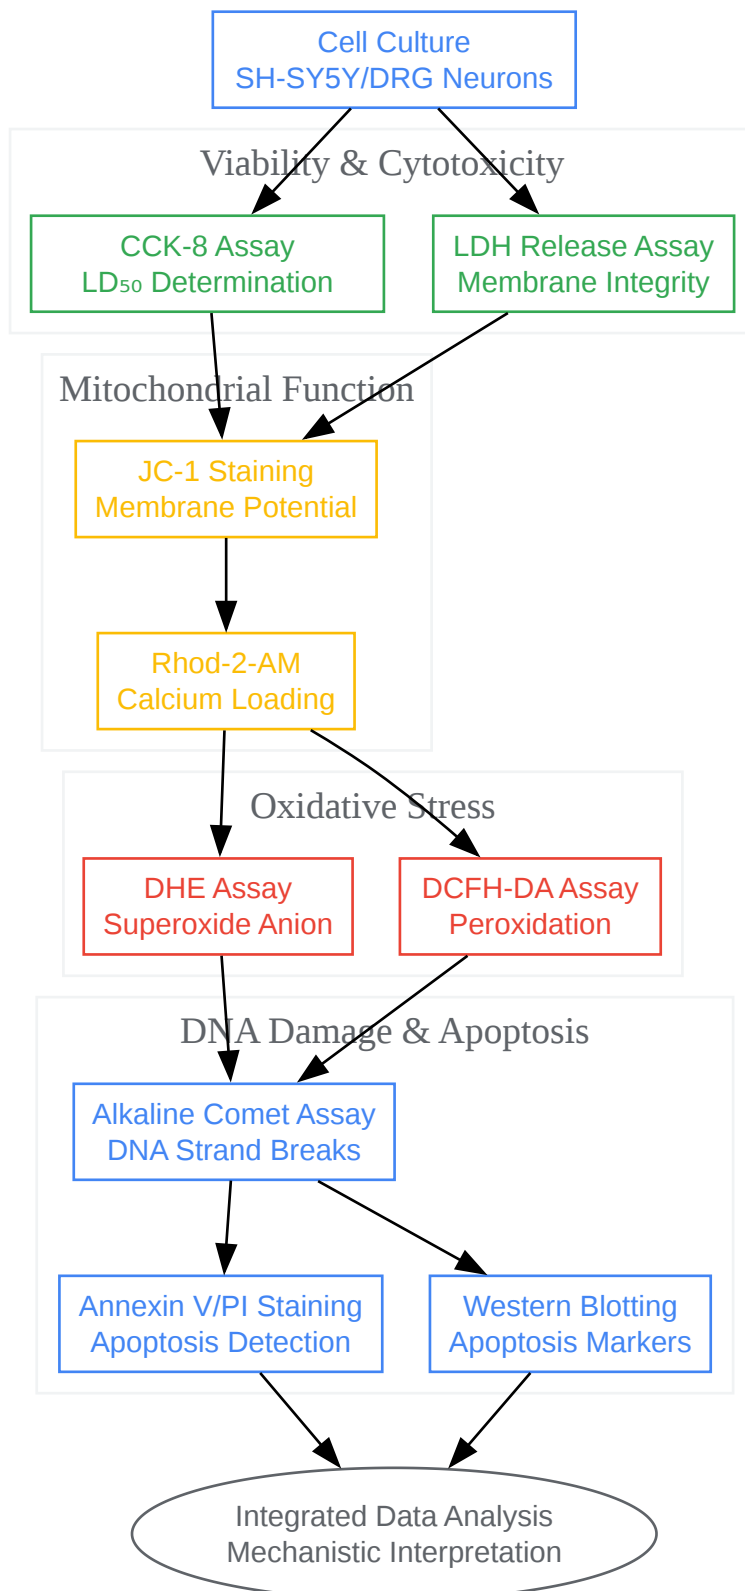 Cell Culture
SH-SY5Y/DRG Neurons
Viability & Cytotoxicity
CCK-8 Assay
LD₅₀ Determination
LDH Release Assay
Membrane Integrity
Mitochondrial Function
JC-1 Staining
Membrane Potential
Rhod-2-AM
Calcium Loading
Oxidative Stress
DHE Assay
Superoxide Anion
DCFH-DA Assay
Peroxidation
DNA Damage & Apoptosis
Alkaline Comet Assay
DNA Strand Breaks
Annexin V/PI Staining
Apoptosis Detection
Western Blotting
Apoptosis Markers
Integrated Data Analysis
Mechanistic Interpretation